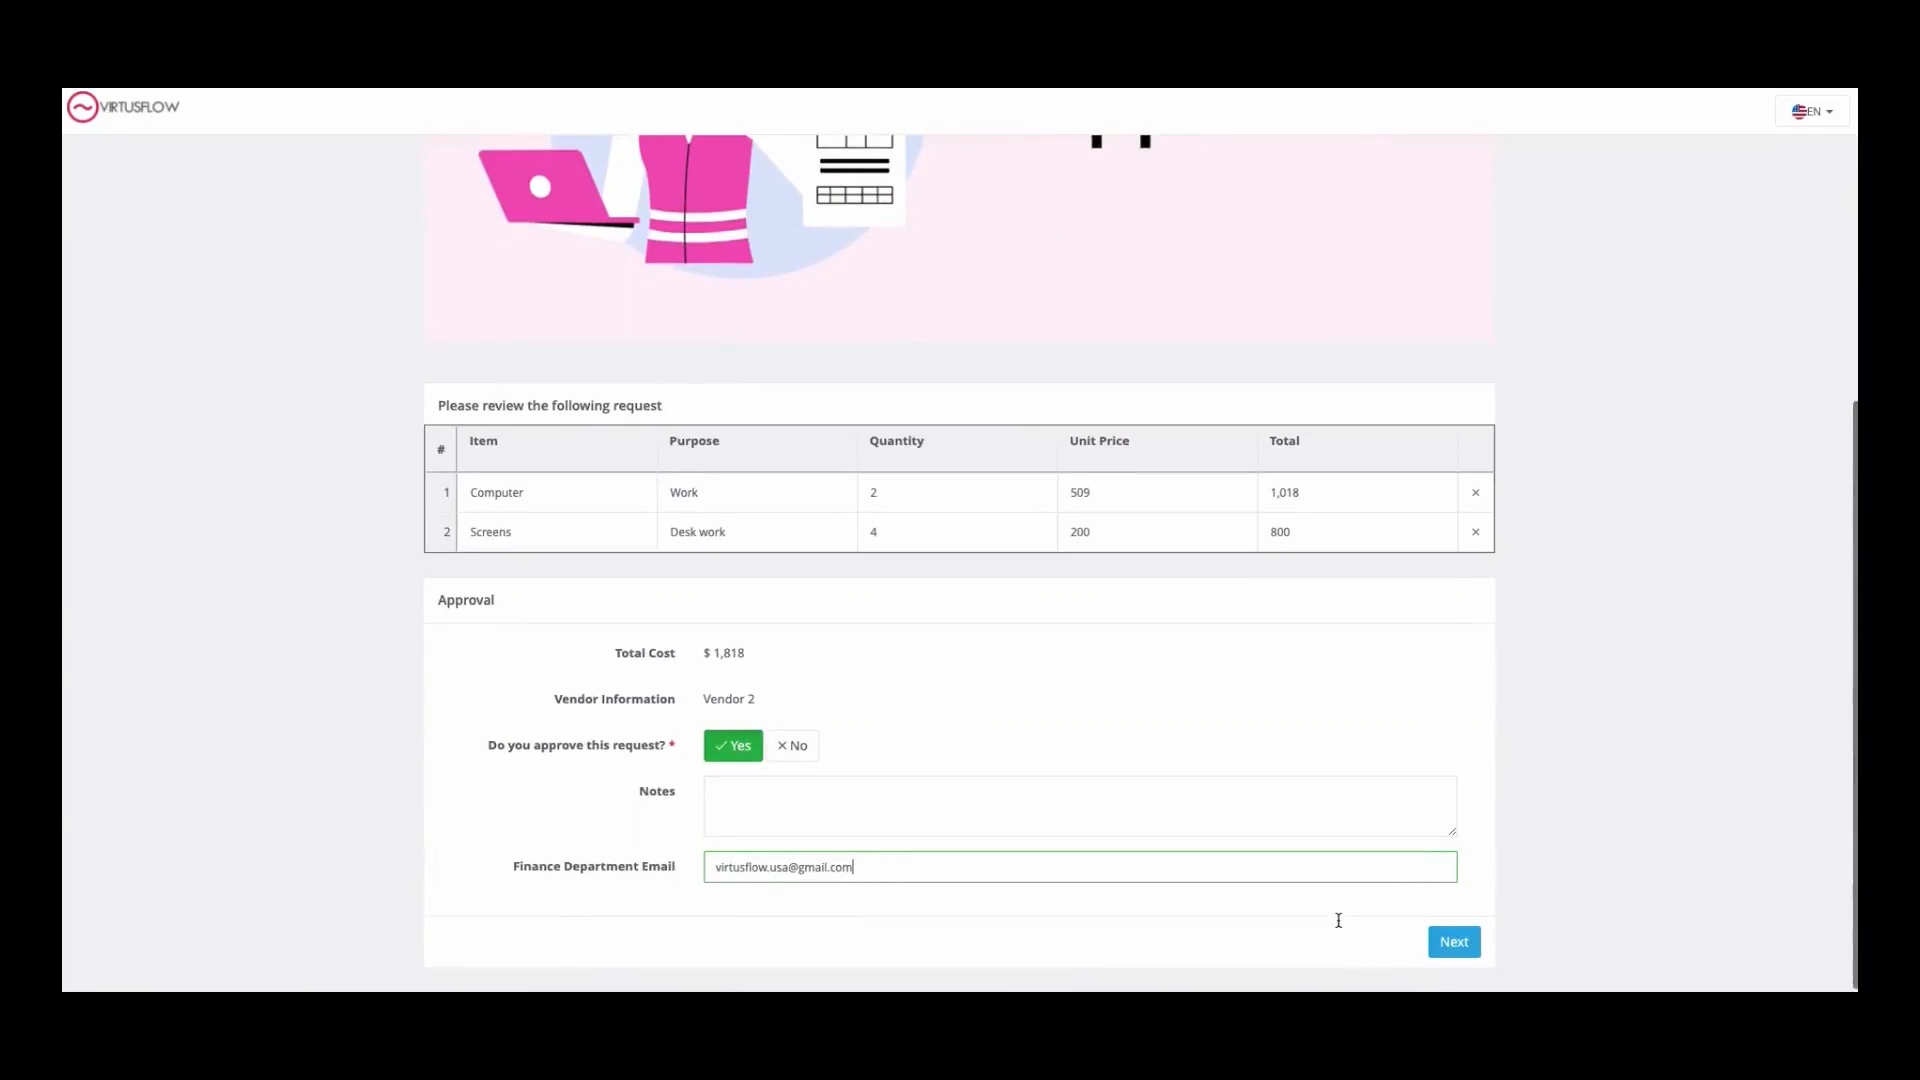 VIRTUSFLOW
EN
Please review the following request
# Item Purpose Quantity Unit Price Total
1 Computer Work 2 509 1,018 ×
2 Screens Desk work 4 200 800 ×
Approval
Total Cost $ 1,818
Vendor Information Vendor 2
Do you approve this request? * ✓ Yes × No
Notes
Finance Department Email virtusflow.usa@gmail.com
Next